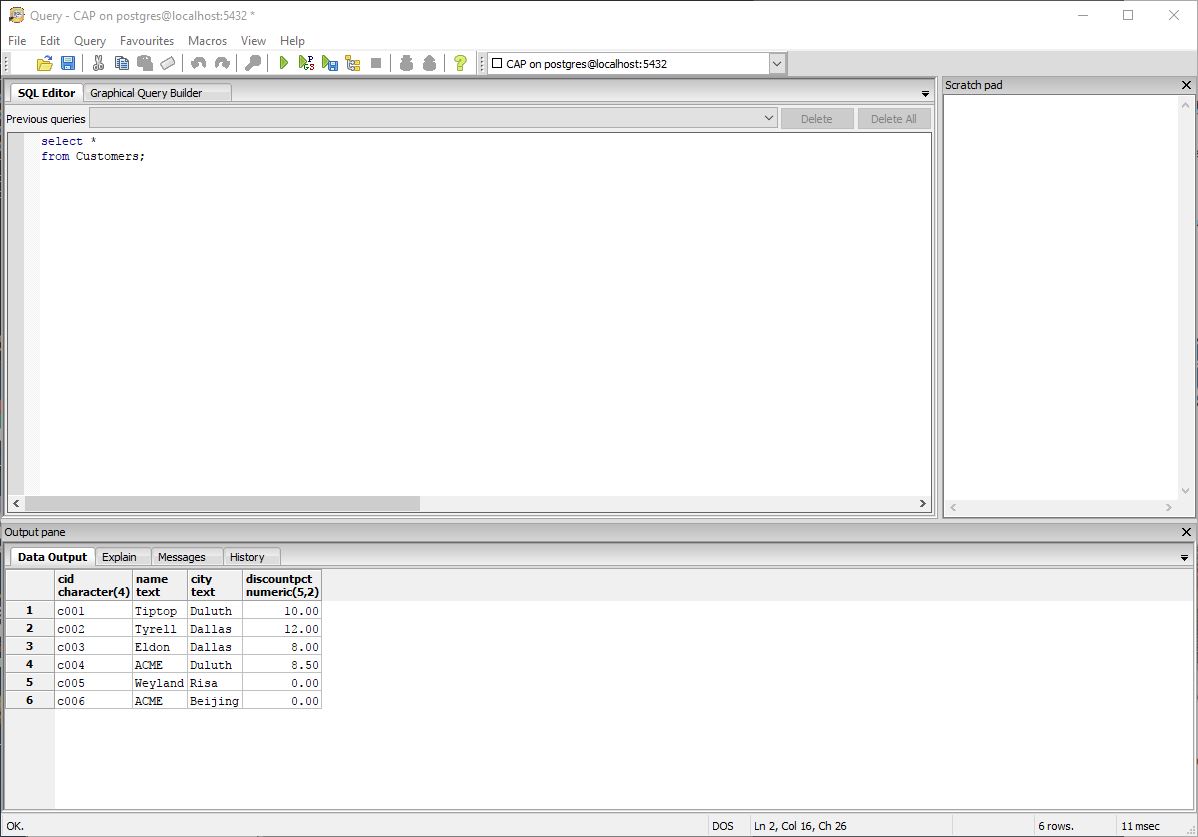 Query - CAP on postgres@localhost:5432 *
File Edit Query Favourites Macros View Help
CAP on postgres@localhost:5432
SQL Editor Graphical Query Builder
Previous queries Delete Delete All
select *
from Customers;
Scratch pad
Output pane
Data Output Explain Messages History
cid name city discountpct
character(4) text text numeric(5,2)
1 c001 Tiptop Duluth 10.00
2 c002 Tyrell Dallas 12.00
3 c003 Eldon Dallas 8.00
4 c004 ACME Duluth 8.50
5 c005 Weyland Risa 0.00
6 c006 ACME Beijing 0.00
OK. DOS Ln 2, Col 16, Ch 26 6 rows. 11 msec